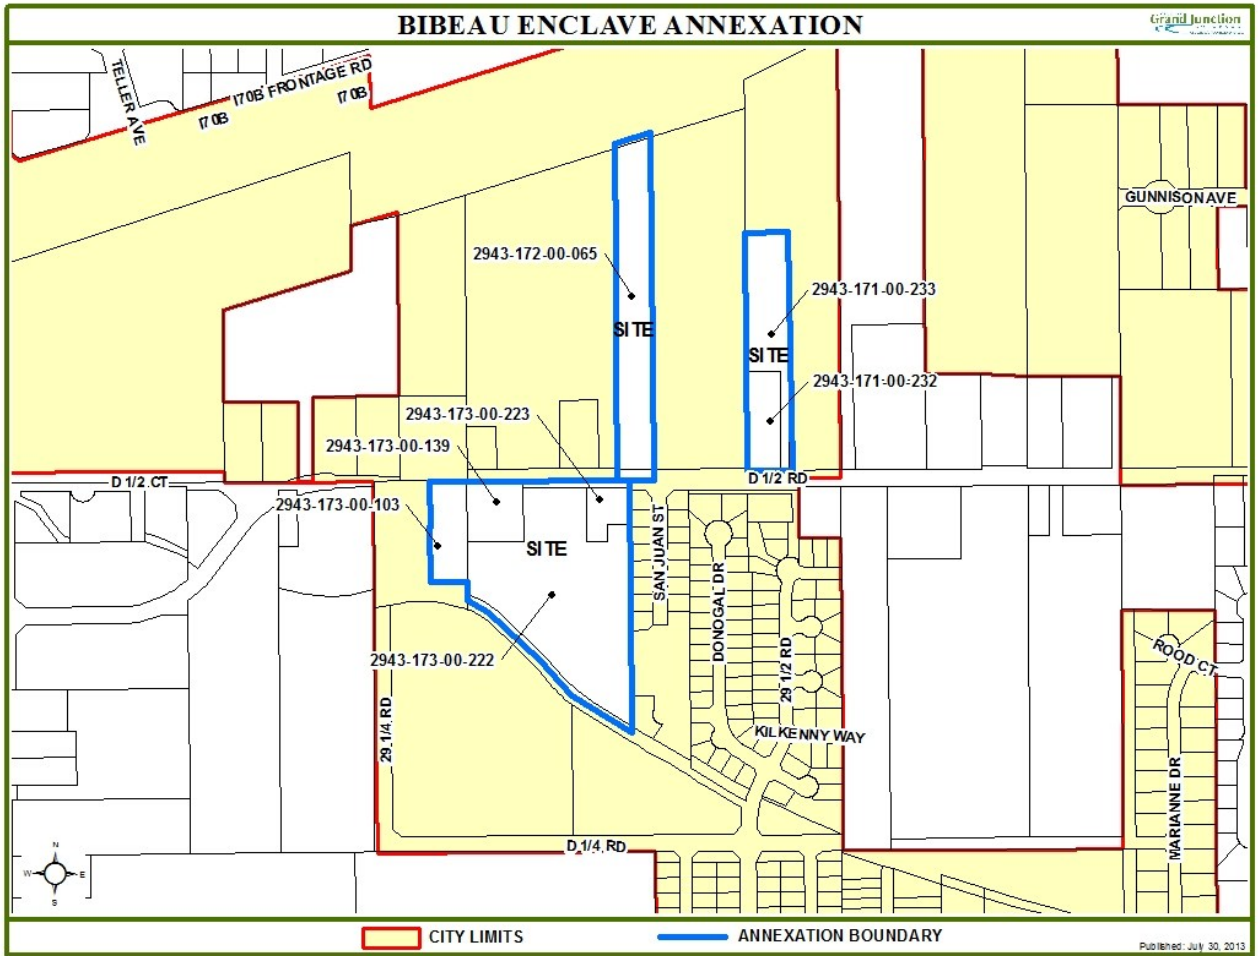 BIBEAU ENCLAVE ANNEXATION
Grand Junction
TELLER AVE
I70B FRONTAGE RD
I70B
I70B
GUNNISON AVE
2943-172-00-065
2943-171-00-233
SITE
SITE
2943-171-00-232
2943-173-00-223
2943-173-00-139
D 1/2 CT
D 1/2 RD
2943-173-00-103
SITE
SAN JUAN ST
DONOGAL DR
29 1/2 RD
2943-173-00-222
ROOD CT
29 1/4 RD
KILKENNY WAY
MARIANNE DR
D 1/4 RD
N
W
E
S
CITY LIMITS
ANNEXATION BOUNDARY
Published: July 30, 2013